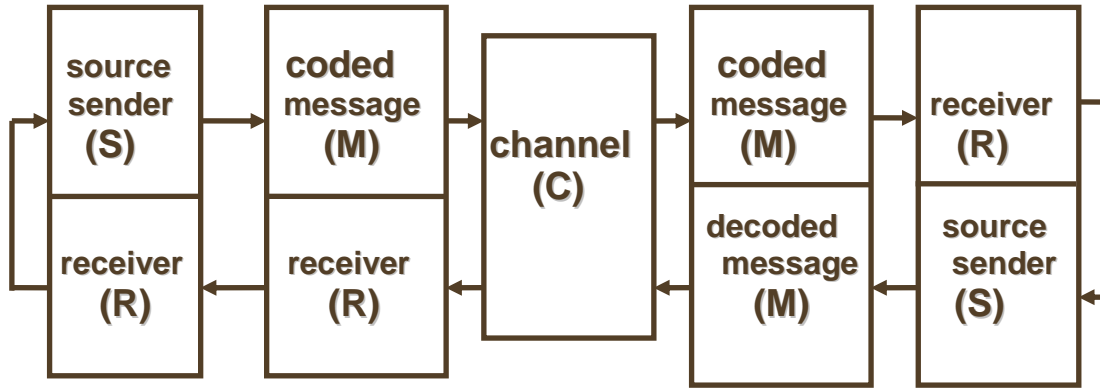 source
sender
(S)
coded
message
(M)
channel
(C)
coded
message
(M)
receiver
(R)
receiver
(R)
receiver
(R)
decoded
message
(M)
source
sender
(S)